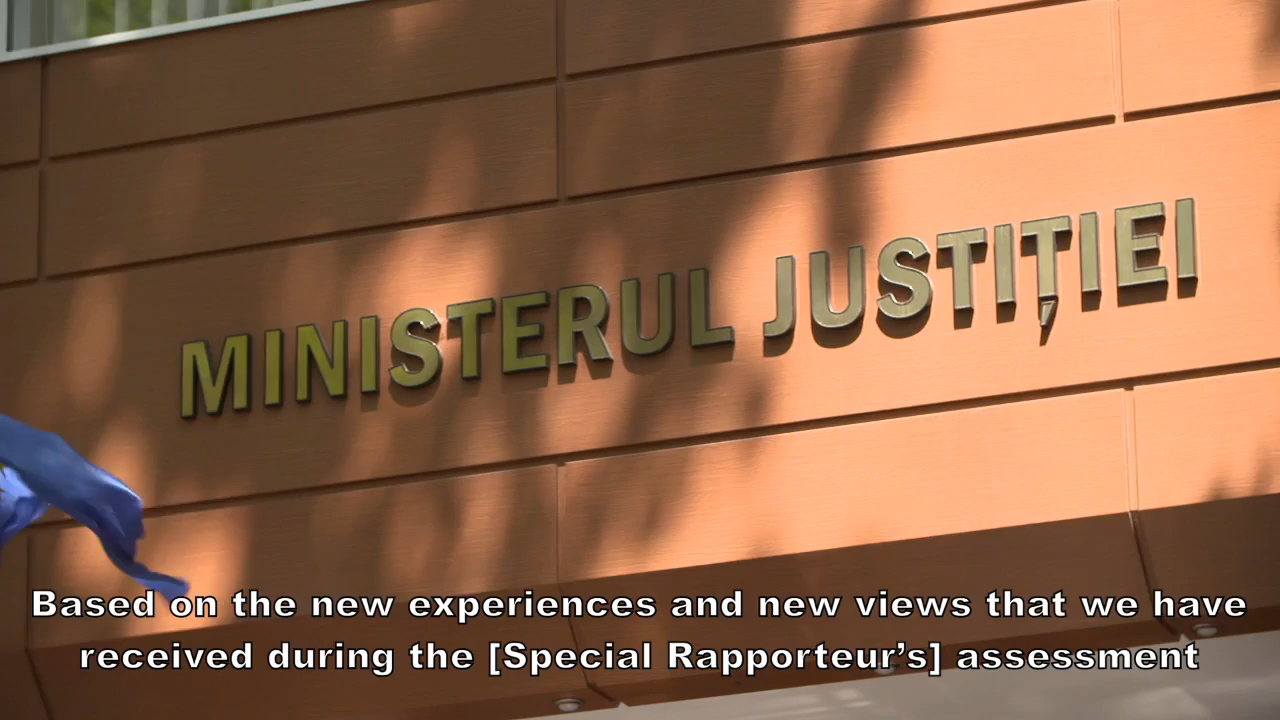 MINISTERUL JUSTIȚIEI
Based on the new experiences and new views that we have
received during the [Special Rapporteur’s] assessment